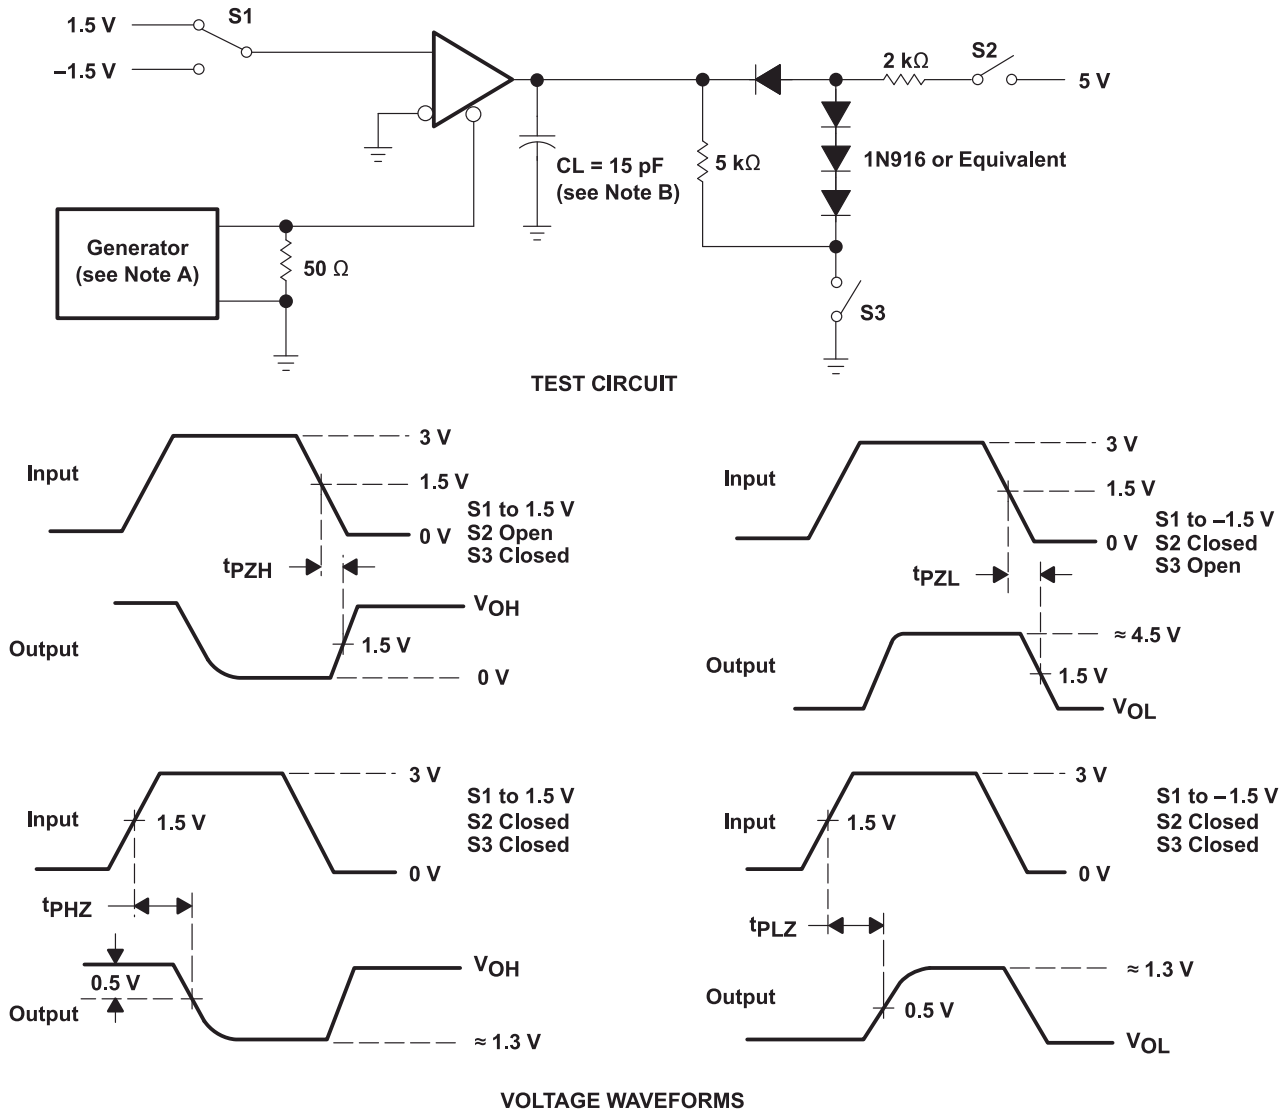 1.5 V
S1
–1.5 V
2 kΩ
S2
5 V
CL = 15 pF
(see Note B)
5 kΩ
1N916 or Equivalent
Generator
(see Note A)
50 Ω
S3
TEST CIRCUIT
Input
3 V
1.5 V
0 V
S1 to 1.5 V
S2 Open
S3 Closed
tPZH
Output
VOH
1.5 V
0 V
Input
3 V
1.5 V
0 V
S1 to –1.5 V
S2 Closed
S3 Open
tPZL
Output
≈ 4.5 V
1.5 V
VOL
Input
3 V
1.5 V
0 V
S1 to 1.5 V
S2 Closed
S3 Closed
tPHZ
0.5 V
Output
VOH
≈ 1.3 V
Input
3 V
1.5 V
0 V
S1 to –1.5 V
S2 Closed
S3 Closed
tPLZ
Output
≈ 1.3 V
0.5 V
VOL
VOLTAGE WAVEFORMS